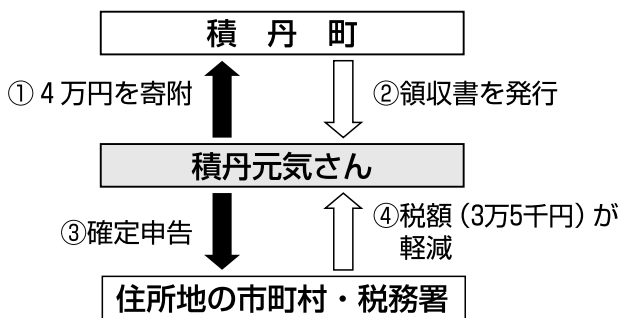 積丹町
①4万円を寄附
②領収書を発行
積丹元気さん
③確定申告
④税額（3万5千円）が
軽減
住所地の市町村・税務署